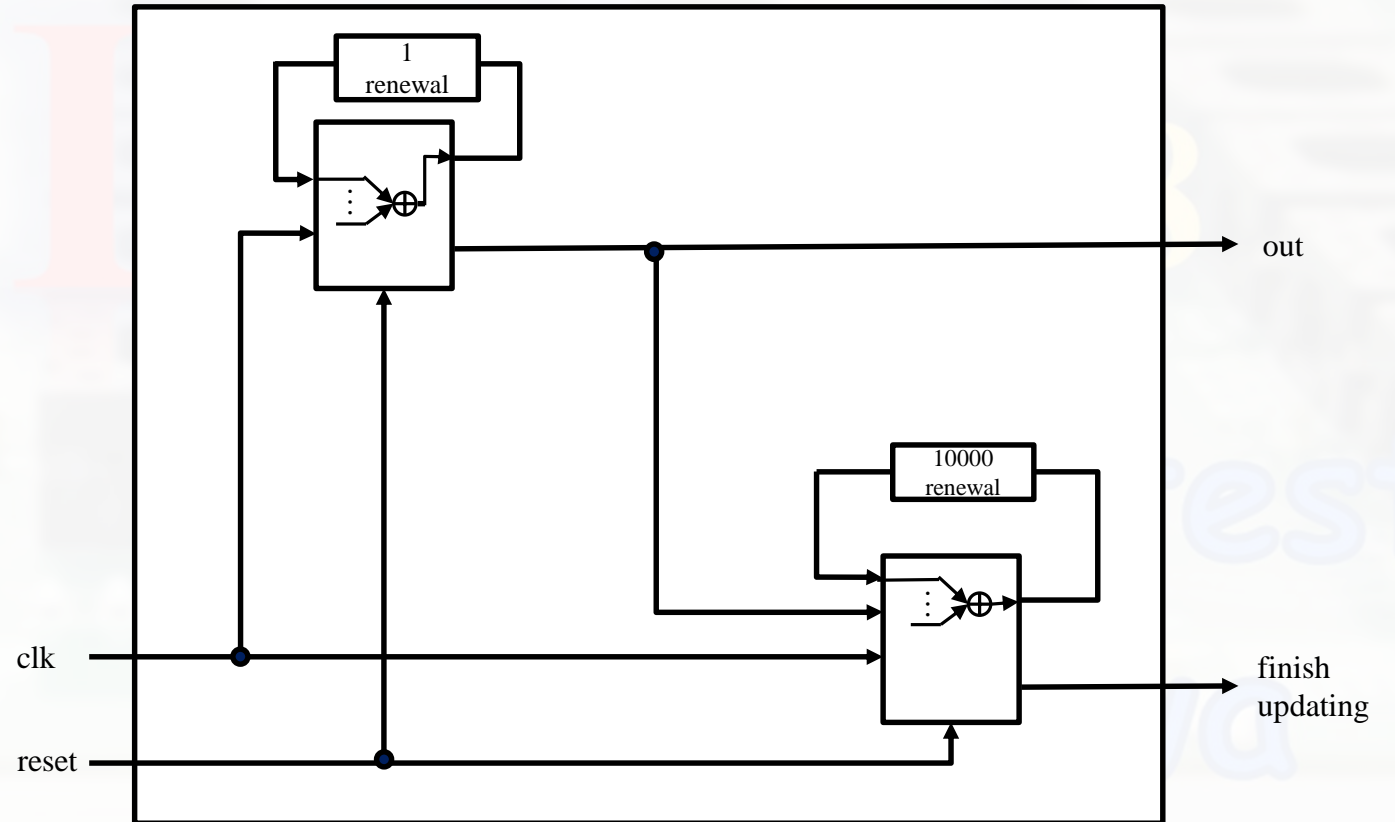 1
renewal
out
10000
renewal
clk
finish
updating
reset